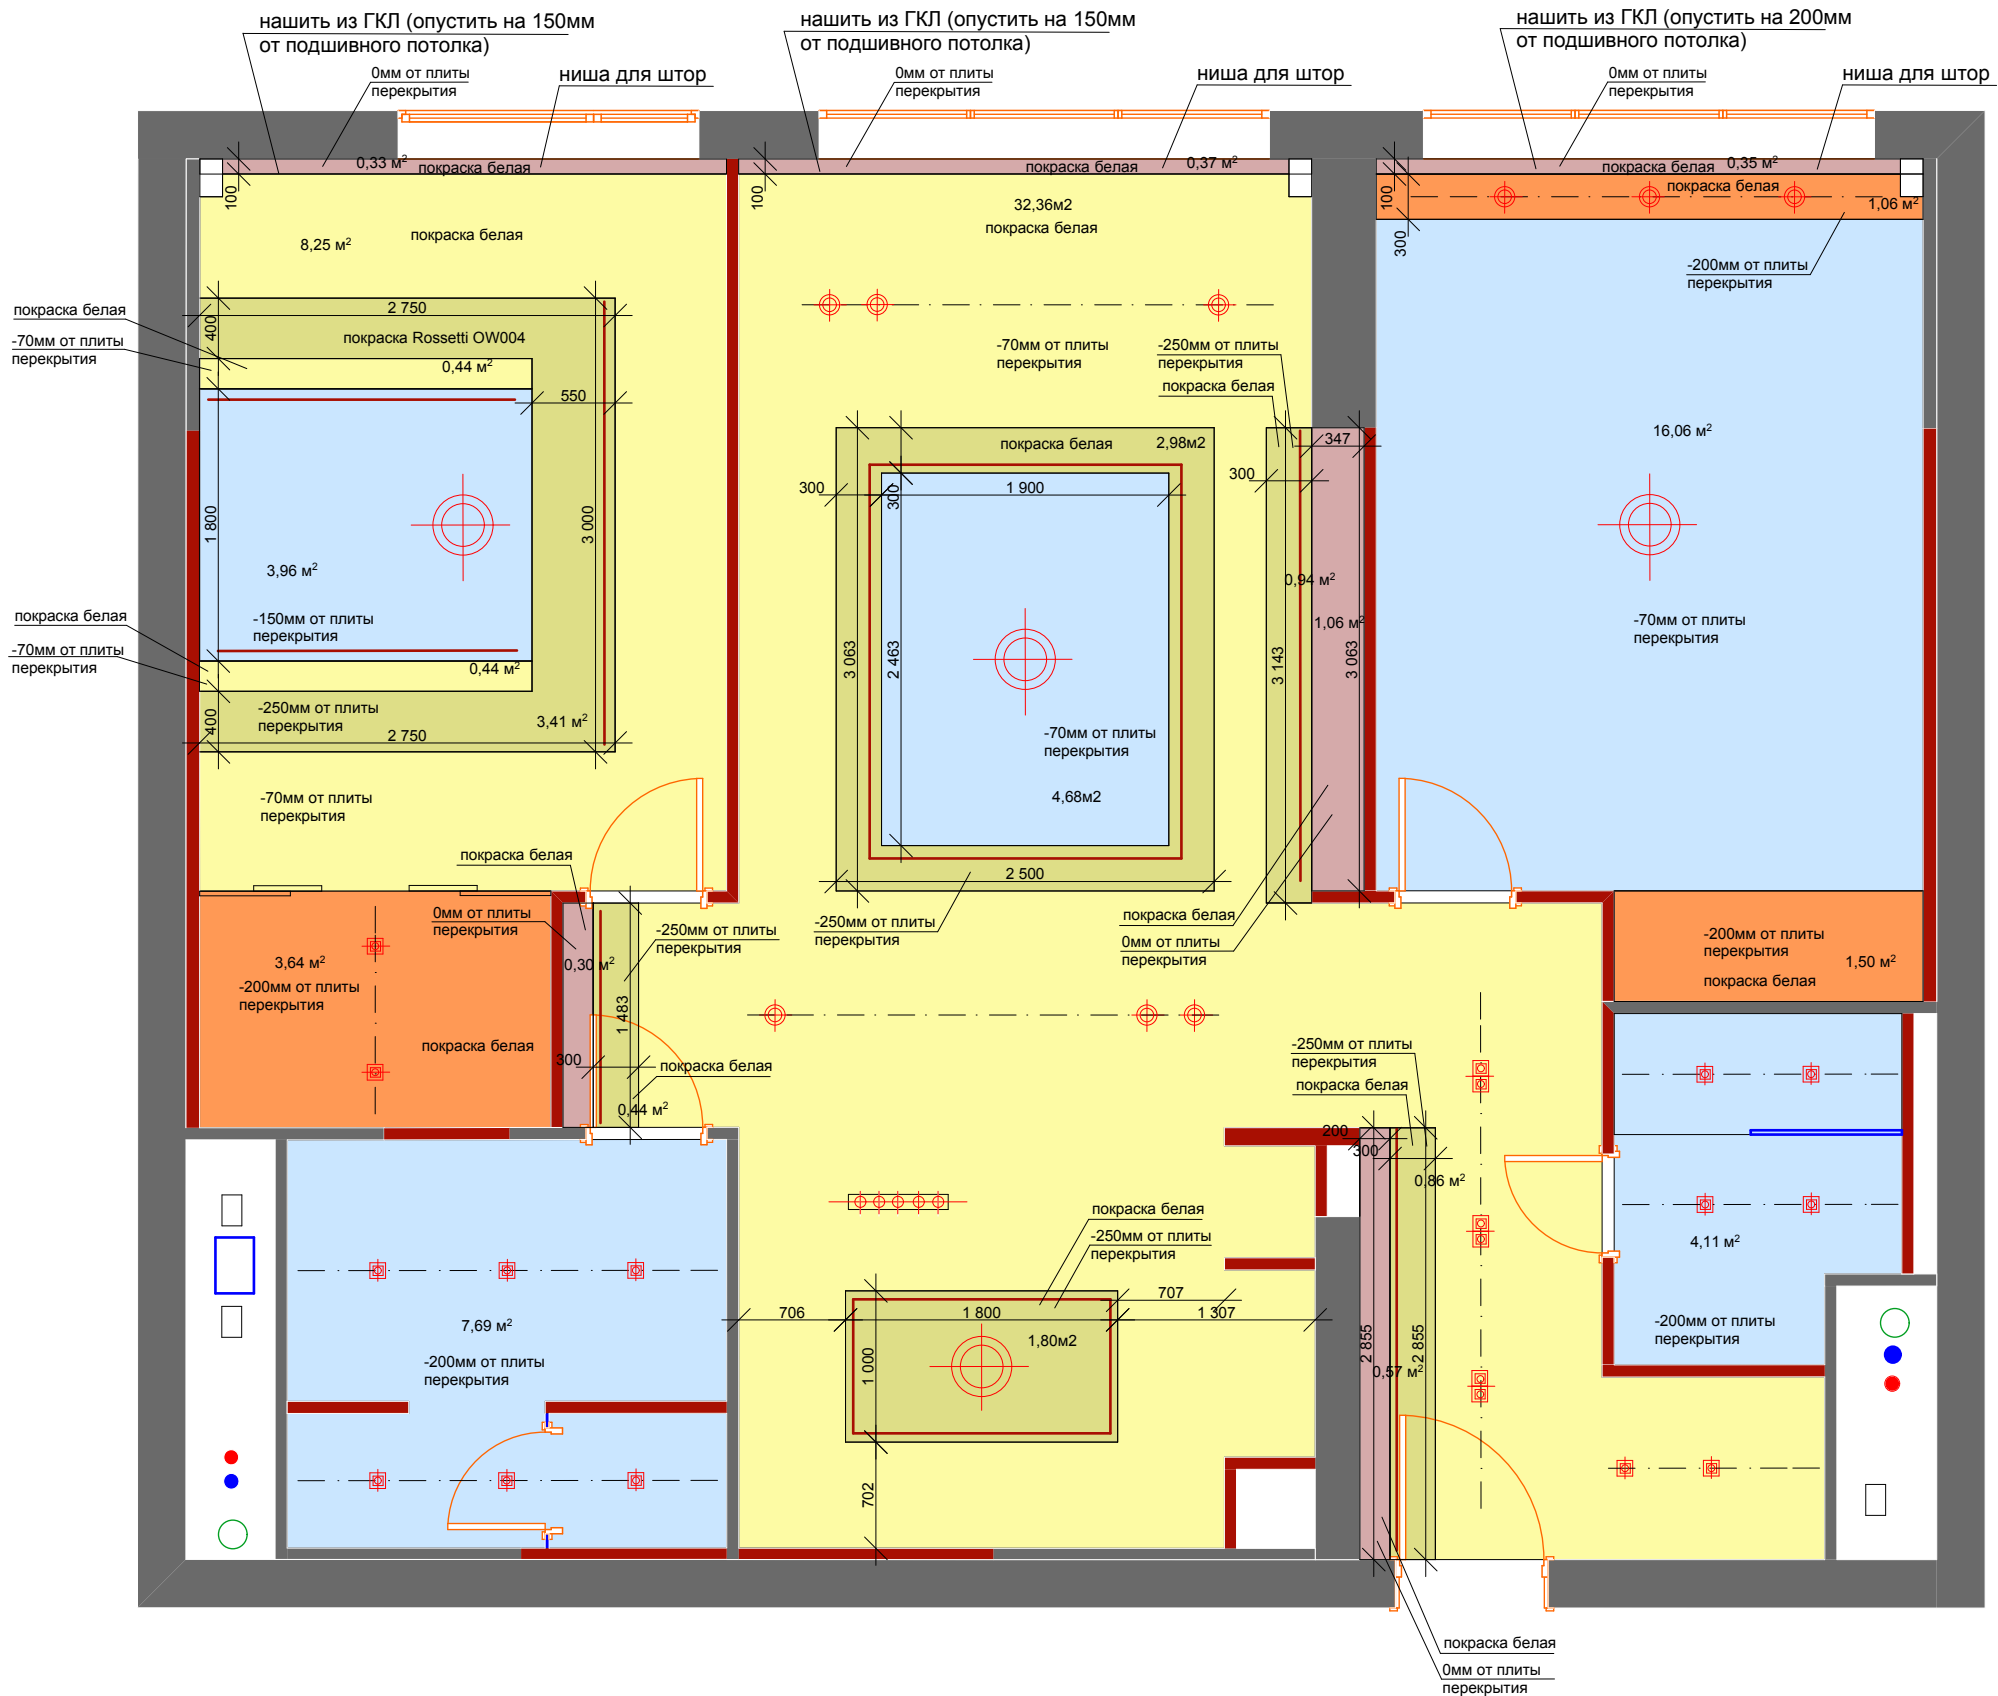 нашить из ГКЛ (опустить на 150мм
от подшивного потолка)
0мм от плиты
перекрытия
ниша для штор
нашить из ГКЛ (опустить на 150мм
от подшивного потолка)
0мм от плиты
перекрытия
ниша для штор
нашить из ГКЛ (опустить на 200мм
от подшивного потолка)
0мм от плиты
перекрытия
ниша для штор
0,33 м²
покраска белая
100
покраска белая
8,25 м²
2 750
400
покраска Rossetti OW004
покраска белая
-70мм от плиты
перекрытия
0,44 м²
550
1 800
3 000
3,96 м²
-150мм от плиты
перекрытия
покраска белая
-70мм от плиты
перекрытия
0,44 м²
-250мм от плиты
перекрытия
3,41 м²
400
2 750
-70мм от плиты
перекрытия
покраска белая
0,37 м²
100
32,36м2
покраска белая
-70мм от плиты
перекрытия
-250мм от плиты
перекрытия
покраска белая
покраска белая
2,98м2
300
300
1 900
300
347
3 063
2 463
3 143
3 063
0,94 м²
1,06 м²
-70мм от плиты
перекрытия
4,68м2
2 500
-250мм от плиты
перекрытия
покраска белая
0мм от плиты
перекрытия
покраска белая
0,35 м²
покраска белая
100
1,06 м²
300
-200мм от плиты
перекрытия
16,06 м²
-70мм от плиты
перекрытия
-200мм от плиты
перекрытия
1,50 м²
покраска белая
покраска белая
0мм от плиты
перекрытия
-250мм от плиты
перекрытия
0,30 м²
3,64 м²
-200мм от плиты
перекрытия
покраска белая
1 483
300
покраска белая
0,44 м²
-250мм от плиты
перекрытия
покраска белая
200
300
0,86 м²
2 855
2 855
0,57 м²
покраска белая
-250мм от плиты
перекрытия
706
1 800
707
1 307
1,80м2
1 000
702
7,69 м²
-200мм от плиты
перекрытия
4,11 м²
-200мм от плиты
перекрытия
покраска белая
0мм от плиты
перекрытия